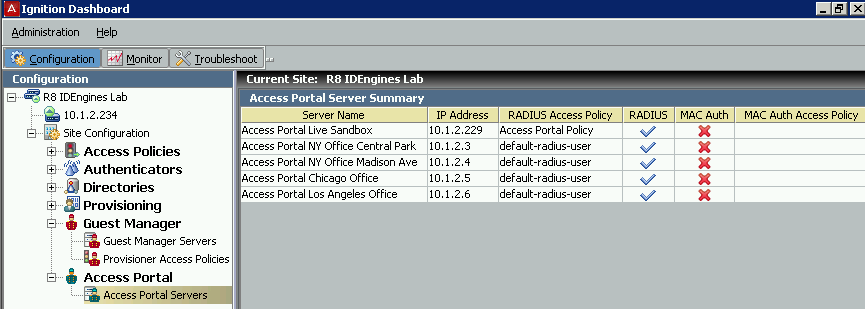 Ignition Dashboard
Administration Help
Configuration Monitor Troubleshoot
Configuration
R8 IDEngines Lab
10.1.2.234
Site Configuration
Access Policies
Authenticators
Directories
Provisioning
Guest Manager
Guest Manager Servers
Provisioner Access Policies
Access Portal
Access Portal Servers
Current Site: R8 IDEngines Lab
Access Portal Server Summary
Server Name IP Address RADIUS Access Policy RADIUS MAC Auth MAC Auth Access Policy
Access Portal Live Sandbox 10.1.2.229 Access Portal Policy
Access Portal NY Office Central Park 10.1.2.3 default-radius-user
Access Portal NY Office Madison Ave 10.1.2.4 default-radius-user
Access Portal Chicago Office 10.1.2.5 default-radius-user
Access Portal Los Angeles Office 10.1.2.6 default-radius-user